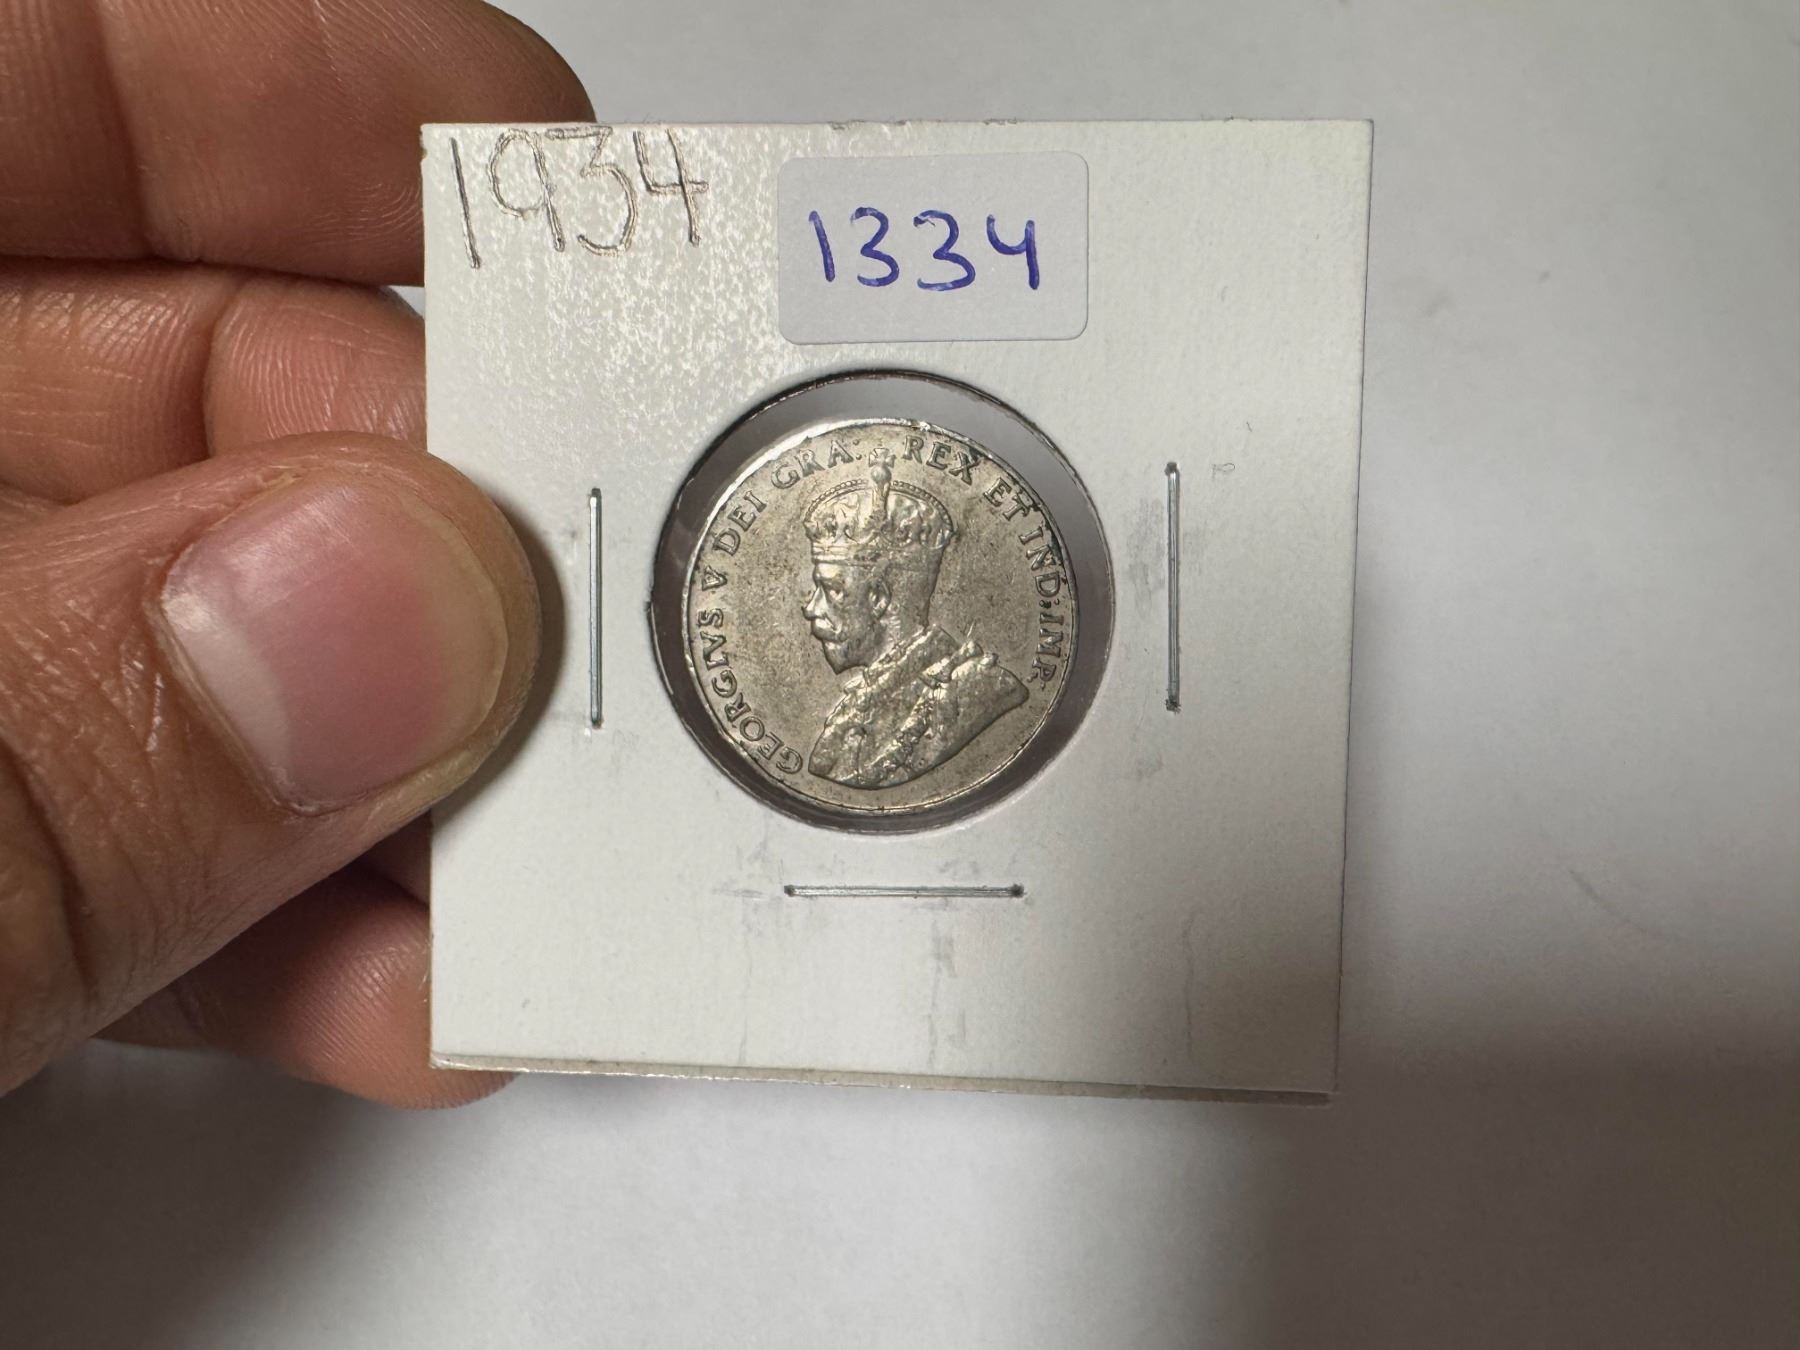 1934
1334
GEORGIVS V DEI GRA: REX ET IND: IMP.